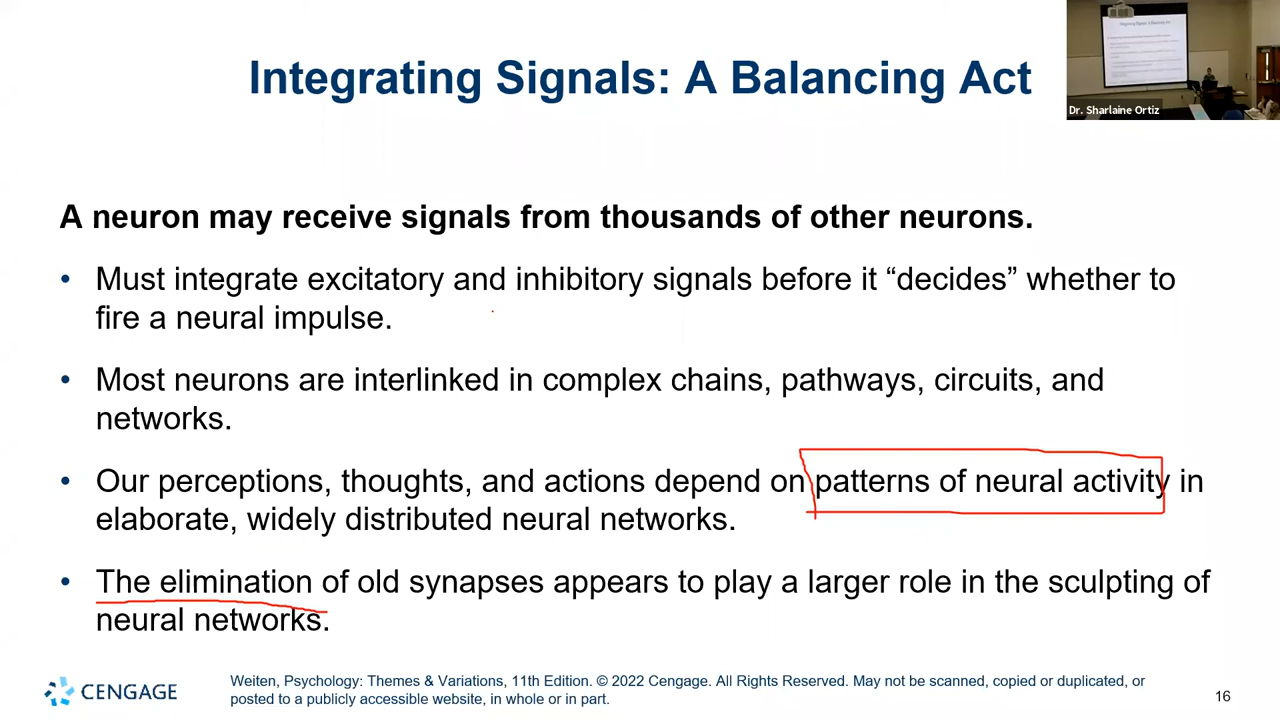 Integrating Signals: A Balancing Act
Dr. Sharlaine Ortiz
A neuron may receive signals from thousands of other neurons.
• Must integrate excitatory and inhibitory signals before it “decides” whether to
fire a neural impulse.
• Most neurons are interlinked in complex chains, pathways, circuits, and
networks.
• Our perceptions, thoughts, and actions depend on patterns of neural activity in
elaborate, widely distributed neural networks.
• The elimination of old synapses appears to play a larger role in the sculpting of
neural networks.
CENGAGE
Weiten, Psychology: Themes & Variations, 11th Edition. © 2022 Cengage. All Rights Reserved. May not be scanned, copied or duplicated, or
posted to a publicly accessible website, in whole or in part.
16